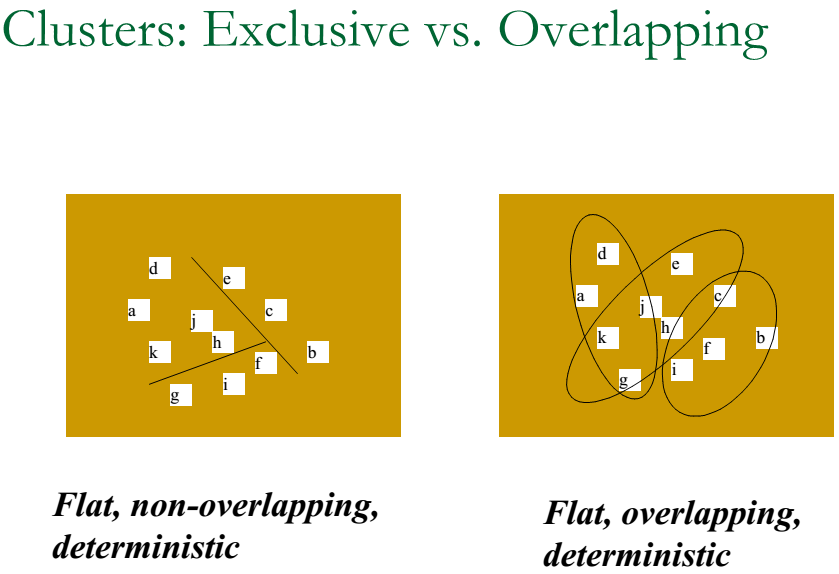 Clusters: Exclusive vs. Overlapping
d
e
a
j
c
h
k
f
b
i
g
d
e
a
j
c
h
k
f
b
i
g
Flat, non-overlapping,
deterministic
Flat, overlapping,
deterministic